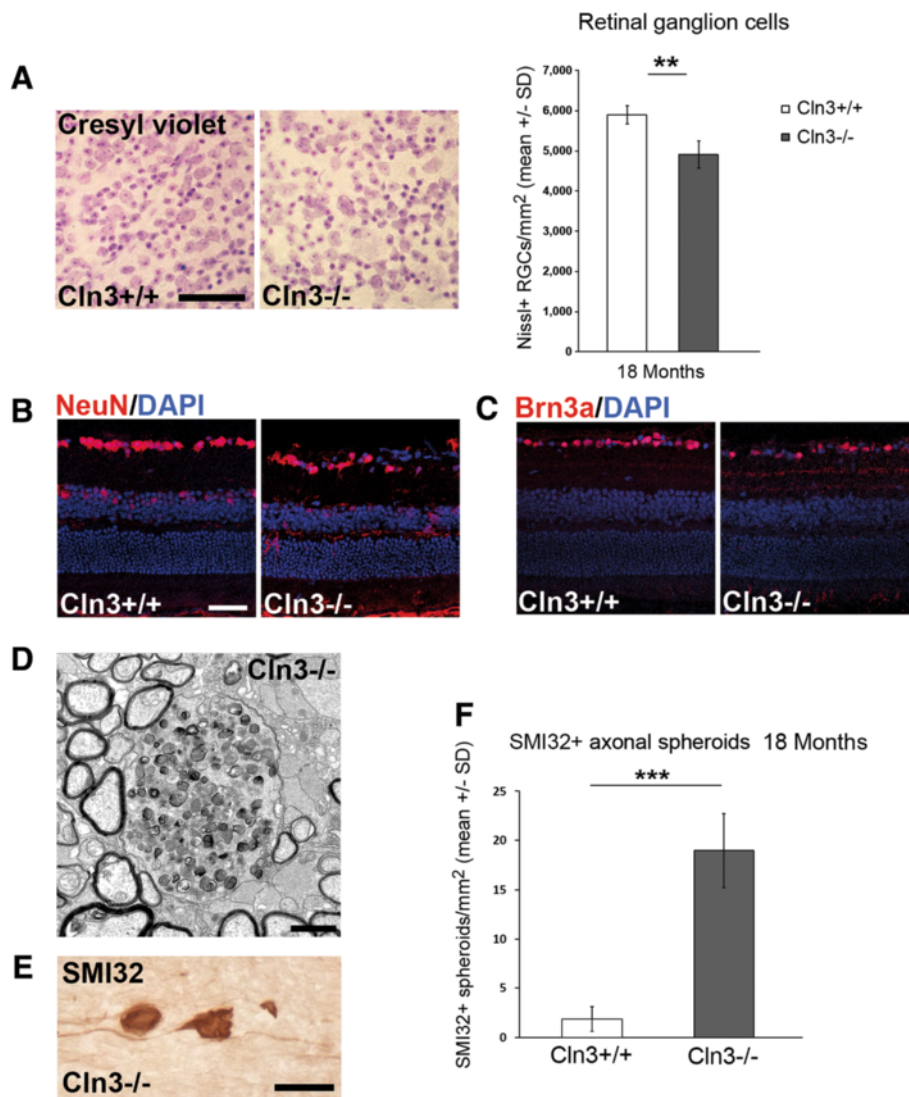 A
Cresyl violet
Cln3+/+
Cln3-/-
Retinal ganglion cells
Nissl+ RGCs/mm2 (mean +/- SD)
7,000
6,000
5,000
4,000
3,000
2,000
1,000
0
**
18 Months
Cln3+/+
Cln3-/-
B
NeuN/DAPI
Cln3+/+
Cln3-/-
C
Brn3a/DAPI
Cln3+/+
Cln3-/-
D
Cln3-/-
E
SMI32
Cln3-/-
F
SMI32+ axonal spheroids 18 Months
SMI32+ spheroids/mm2 (mean +/- SD)
25
20
15
10
5
0
***
Cln3+/+
Cln3-/-